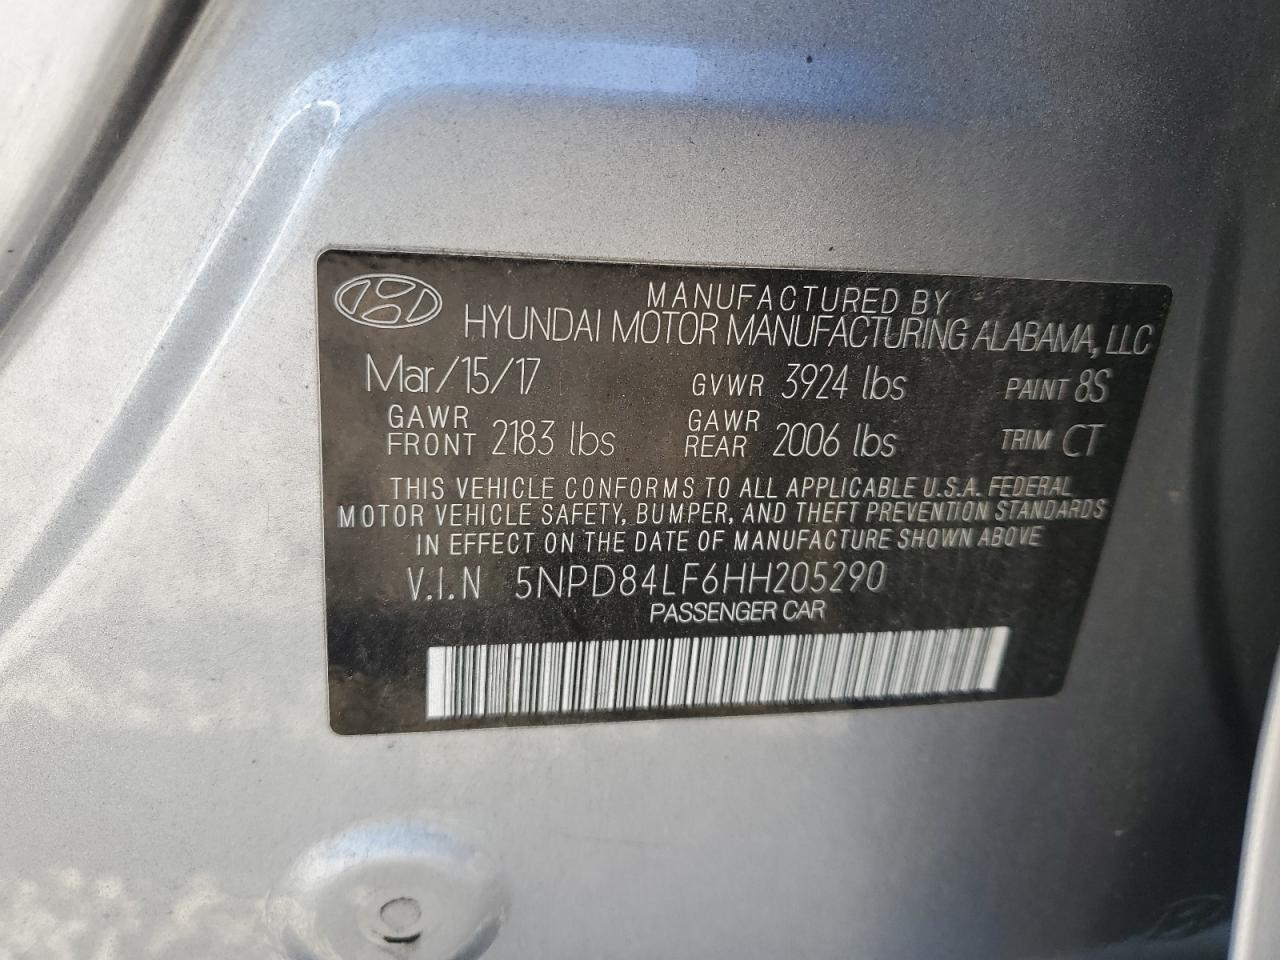 MANUFACTURED BY
HYUNDAI MOTOR MANUFACTURING ALABAMA, LLC
Mar/15/17 GVWR 3924 lbs PAINT 8S
GAWR FRONT 2183 lbs GAWR REAR 2006 lbs TRIM CT
THIS VEHICLE CONFORMS TO ALL APPLICABLE U.S.A. FEDERAL
MOTOR VEHICLE SAFETY, BUMPER, AND THEFT PREVENTION STANDARDS
IN EFFECT ON THE DATE OF MANUFACTURE SHOWN ABOVE
V.I.N 5NPD84LF6HH205290
PASSENGER CAR